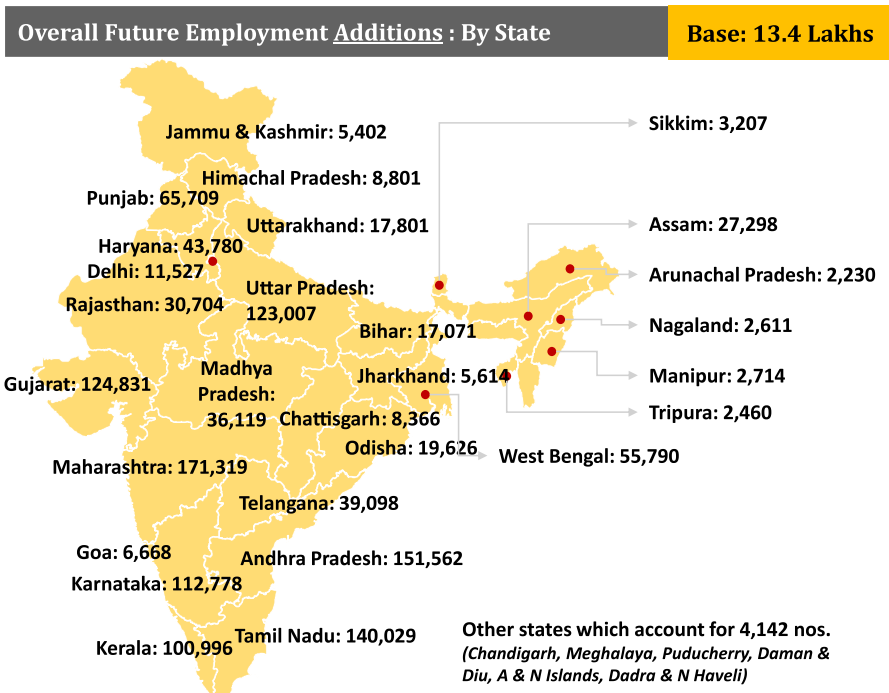 Overall Future Employment Additions : By State
Base: 13.4 Lakhs
Jammu & Kashmir: 5,402
Sikkim: 3,207
Himachal Pradesh: 8,801
Punjab: 65,709
Uttarakhand: 17,801
Assam: 27,298
Haryana: 43,780
Delhi: 11,527
Arunachal Pradesh: 2,230
Uttar Pradesh:
123,007
Rajasthan: 30,704
Bihar: 17,071
Nagaland: 2,611
Madhya
Pradesh:
36,119
Gujarat: 124,831
Jharkhand: 5,614
Manipur: 2,714
Tripura: 2,460
Chattisgarh: 8,366
Odisha: 19,626
West Bengal: 55,790
Maharashtra: 171,319
Telangana: 39,098
Goa: 6,668
Andhra Pradesh: 151,562
Karnataka: 112,778
Tamil Nadu: 140,029
Kerala: 100,996
Other states which account for 4,142 nos.
(Chandigarh, Meghalaya, Puducherry, Daman &
Diu, A & N Islands, Dadra & N Haveli)